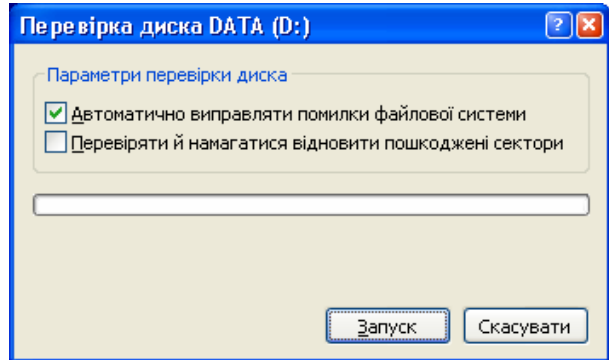 Перевірка диска DATA (D:)
Параметри перевірки диска
Автоматично виправляти помилки файлової системи
Перевіряти й намагатися відновити пошкоджені сектори
Запуск Скасувати